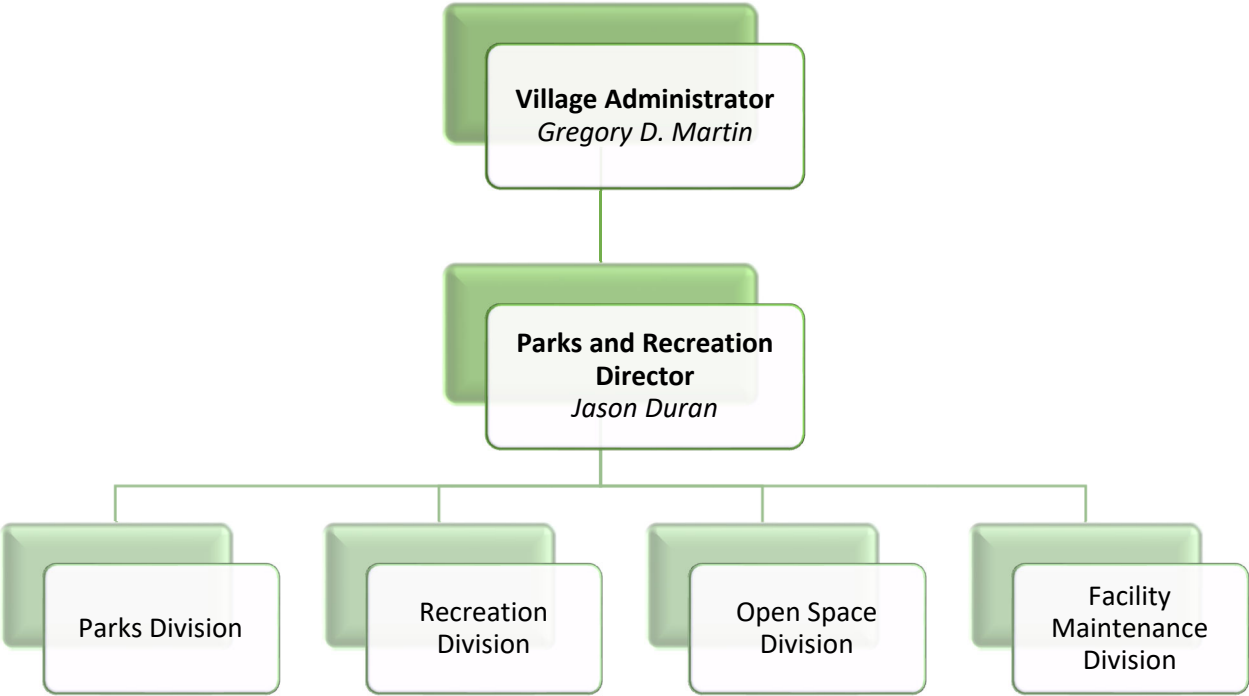 Village Administrator
Gregory D. Martin
Parks and Recreation
Director
Jason Duran
Parks Division
Recreation
Division
Open Space
Division
Facility
Maintenance
Division